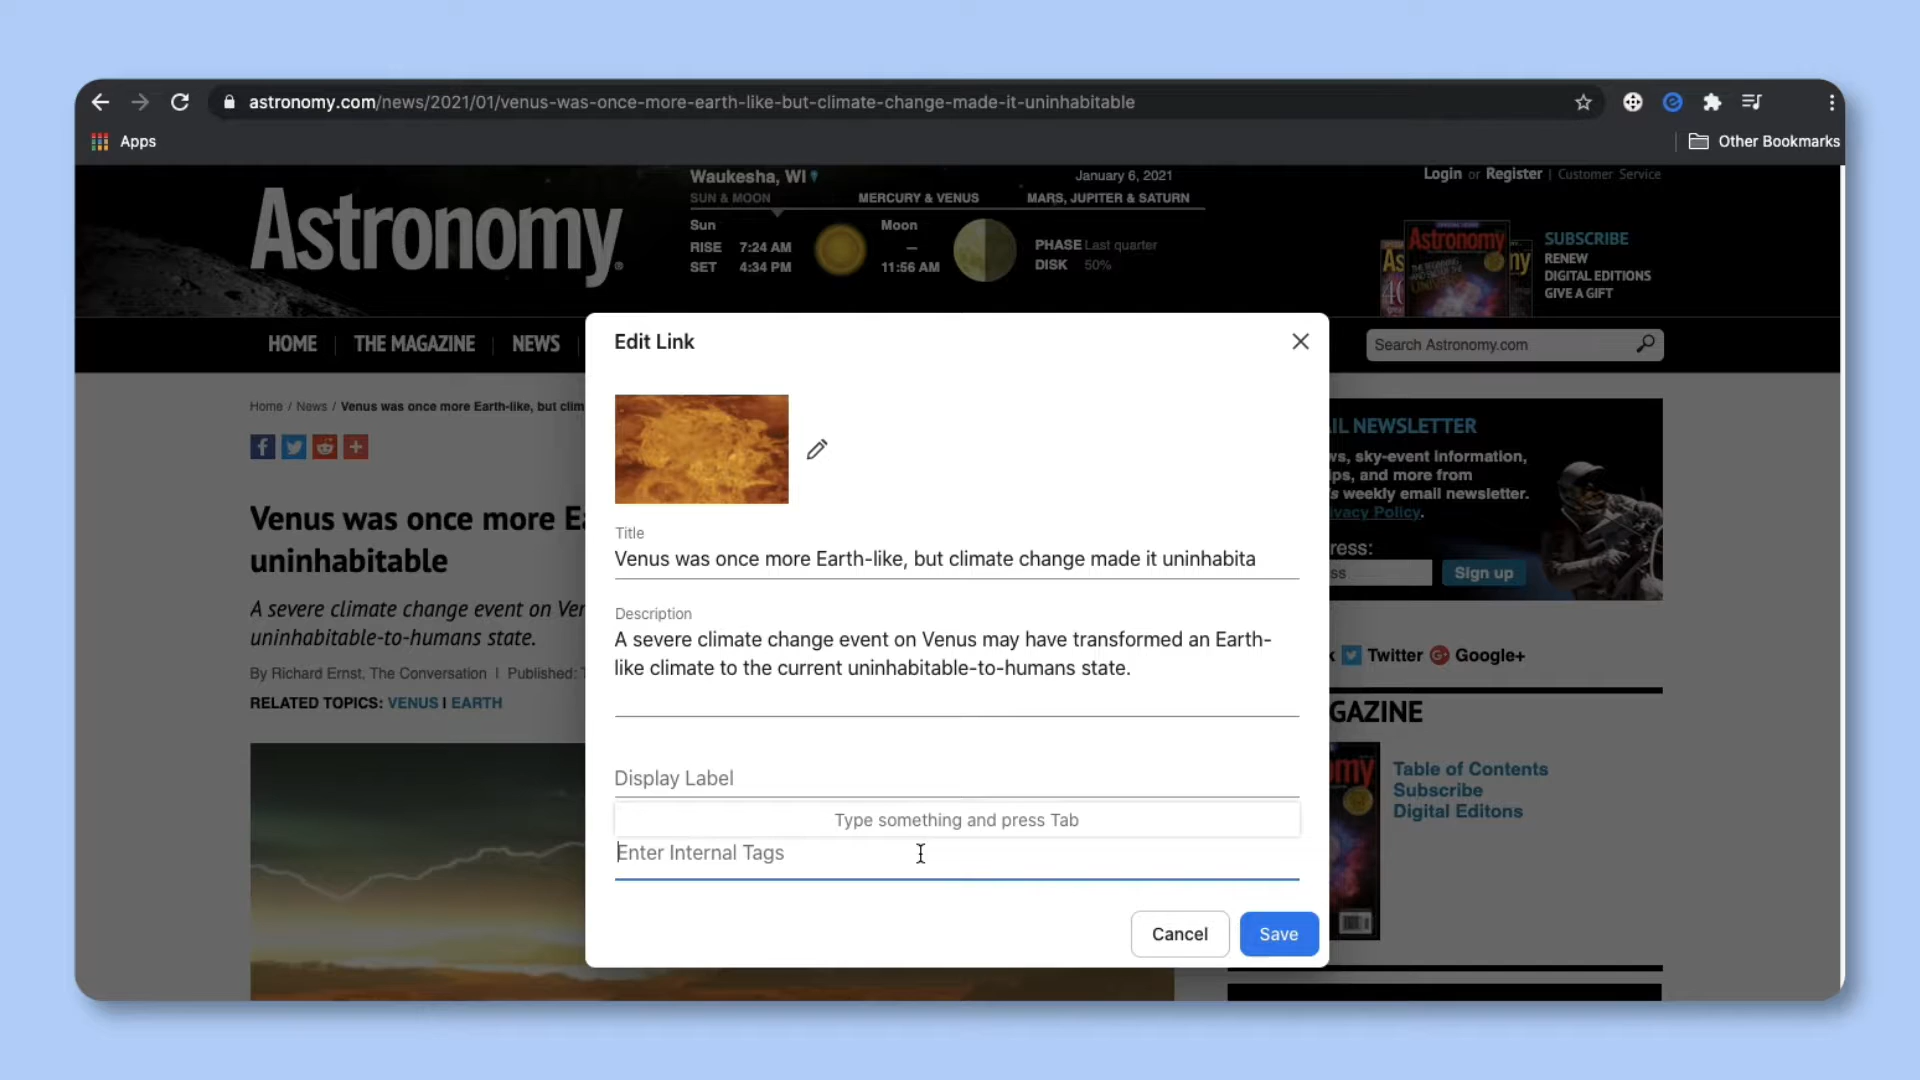 astronomy.com/news/2021/01/venus-was-once-more-earth-like-but-climate-change-made-it-uninhabitable
Apps
Other Bookmarks
Astronomy
Waukesha, WI
January 6, 2021
SUN & MOON
MERCURY & VENUS
MARS, JUPITER & SATURN
Sun
RISE 7:24 AM
SET 4:34 PM
Moon
—
11:56 AM
PHASE Last quarter
DISK 50%
Login or Register | Customer Service
Astronomy
SUBSCRIBE
RENEW
DIGITAL EDITIONS
GIVE A GIFT
HOME
THE MAGAZINE
NEWS
Search Astronomy.com
Home / News / Venus was once more Earth-like, but clim
Venus was once more Ea
uninhabitable
A severe climate change event on Ven
uninhabitable-to-humans state.
By Richard Ernst, The Conversation | Published:
RELATED TOPICS: VENUS | EARTH
Edit Link
Title
Venus was once more Earth-like, but climate change made it uninhabita
Description
A severe climate change event on Venus may have transformed an Earth-
like climate to the current uninhabitable-to-humans state.
Display Label
Type something and press Tab
Enter Internal Tags
Cancel
Save
IL NEWSLETTER
ws, sky-event information,
ips, and more from
s weekly email newsletter.
ivacy Policy.
ress:
ss
Sign up
k Twitter Google+
GAZINE
my
Table of Contents
Subscribe
Digital Editons